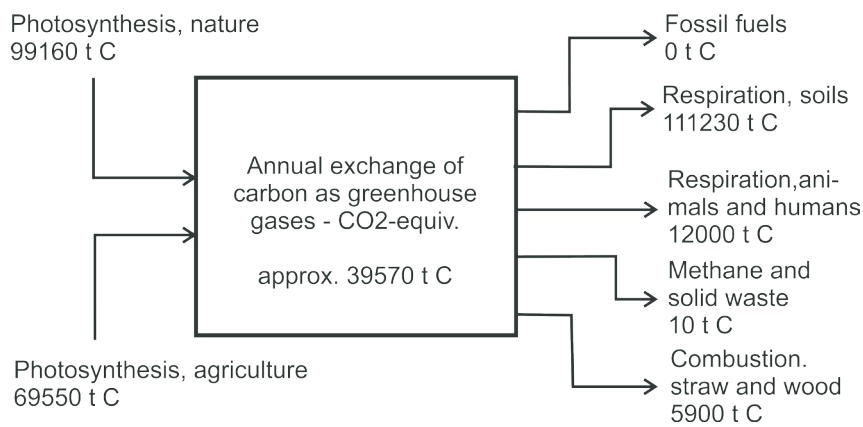 Photosynthesis, nature
99160 t C
Fossil fuels
0 t C
Respiration, soils
111230 t C
Annual exchange of
carbon as greenhouse
gases - CO2-equiv.
approx. 39570 t C
Respiration,ani-
mals and humans
12000 t C
Methane and
solid waste
10 t C
Photosynthesis, agriculture
69550 t C
Combustion.
straw and wood
5900 t C